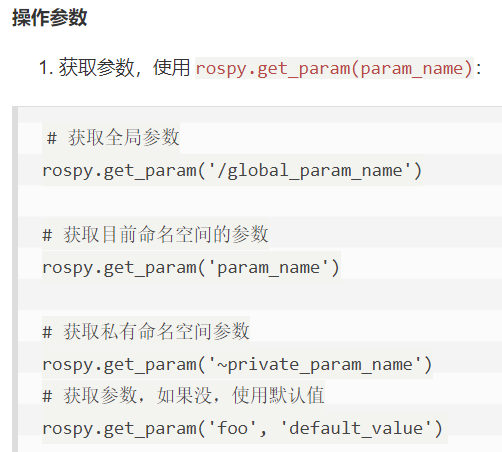 操作参数
1. 获取参数，使用 rospy.get_param(param_name)：
# 获取全局参数
rospy.get_param('/global_param_name')
# 获取目前命名空间的参数
rospy.get_param('param_name')
# 获取私有命名空间参数
rospy.get_param('~private_param_name')
# 获取参数，如果没，使用默认值
rospy.get_param('foo', 'default_value')